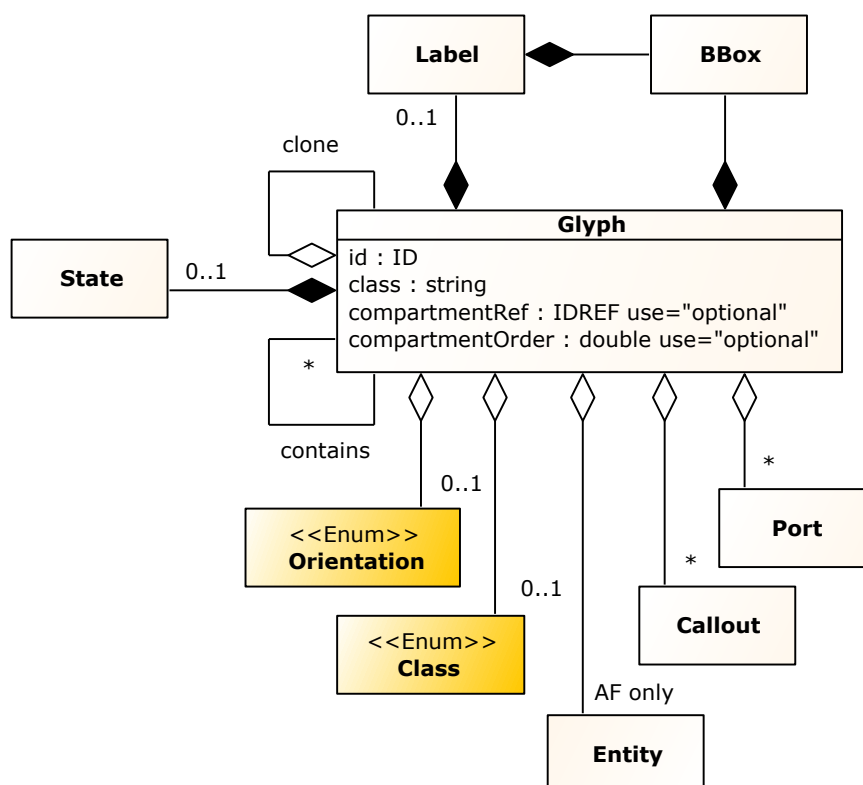 Label
BBox
0..1
clone
Glyph
id : ID
class : string
compartmentRef : IDREF use="optional"
compartmentOrder : double use="optional"
State
0..1
*
contains
0..1
*
<<Enum>>
Orientation
Port
0..1
*
<<Enum>>
Class
Callout
AF only
Entity